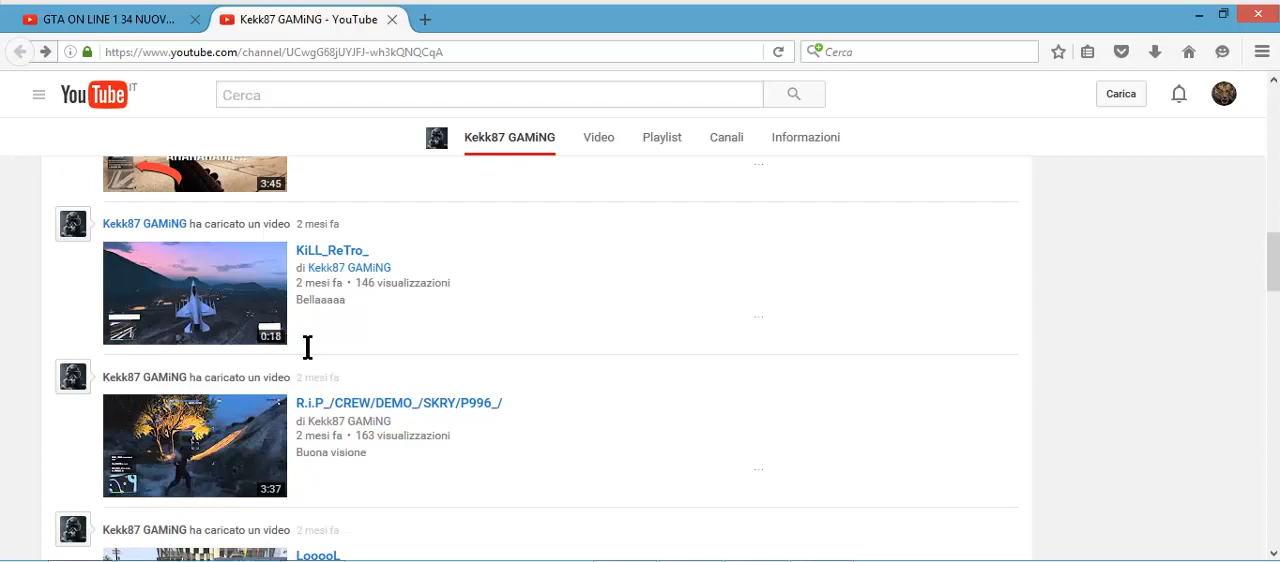 GTA ON LINE 1 34 NUOV...
Kekk87 GAMiNG - YouTube
https://www.youtube.com/channel/UCwgG68jUYJFJ-wh3kQNQCqA
Cerca
YouTube IT
Cerca
Carica
Kekk87 GAMiNG
Video
Playlist
Canali
Informazioni
3:45
...
Kekk87 GAMiNG ha caricato un video 2 mesi fa
KiLL_ReTro_
di Kekk87 GAMiNG
2 mesi fa • 146 visualizzazioni
Bellaaaaa
...
0:18
Kekk87 GAMiNG ha caricato un video 2 mesi fa
R.i.P_/CREW/DEMO_/SKRY/P996_/
di Kekk87 GAMiNG
2 mesi fa • 163 visualizzazioni
Buona visione
...
3:37
Kekk87 GAMiNG ha caricato un video 2 mesi fa
LooooL